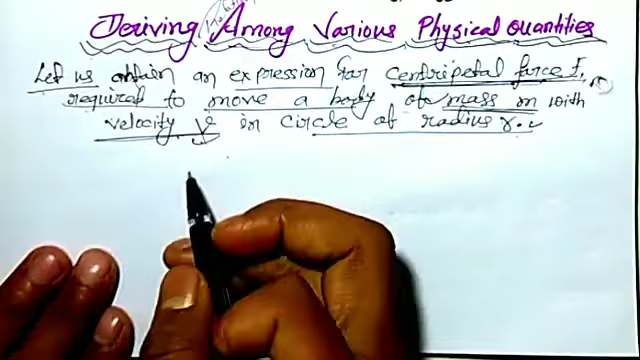 Deriving Among Various Physical Quantities
Let us obtain an expression for centripetal force F,
required to move a body of mass m with
velocity v in circle of radius r.